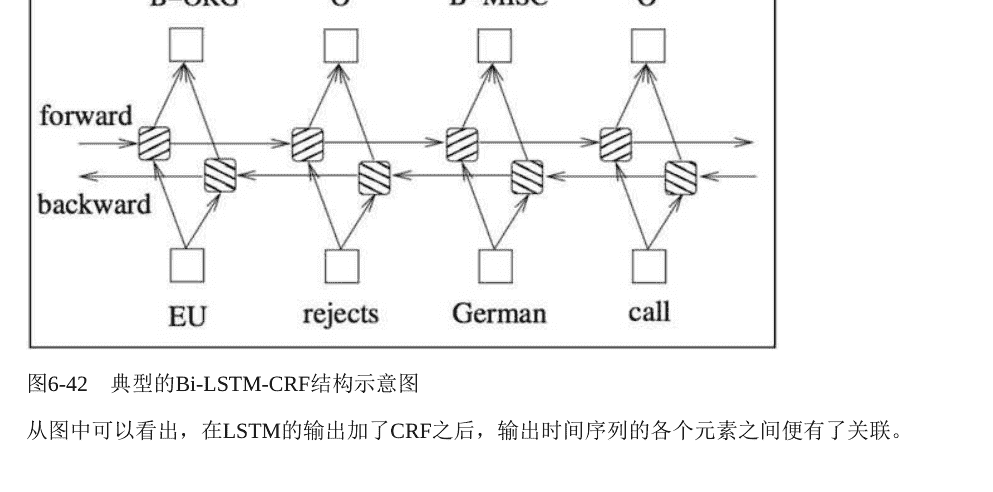 B-ORG O B-MISC O
forward
backward
EU rejects German call
图6-42 典型的Bi-LSTM-CRF结构示意图
从图中可以看出，在LSTM的输出加了CRF之后，输出时间序列的各个元素之间便有了关联。